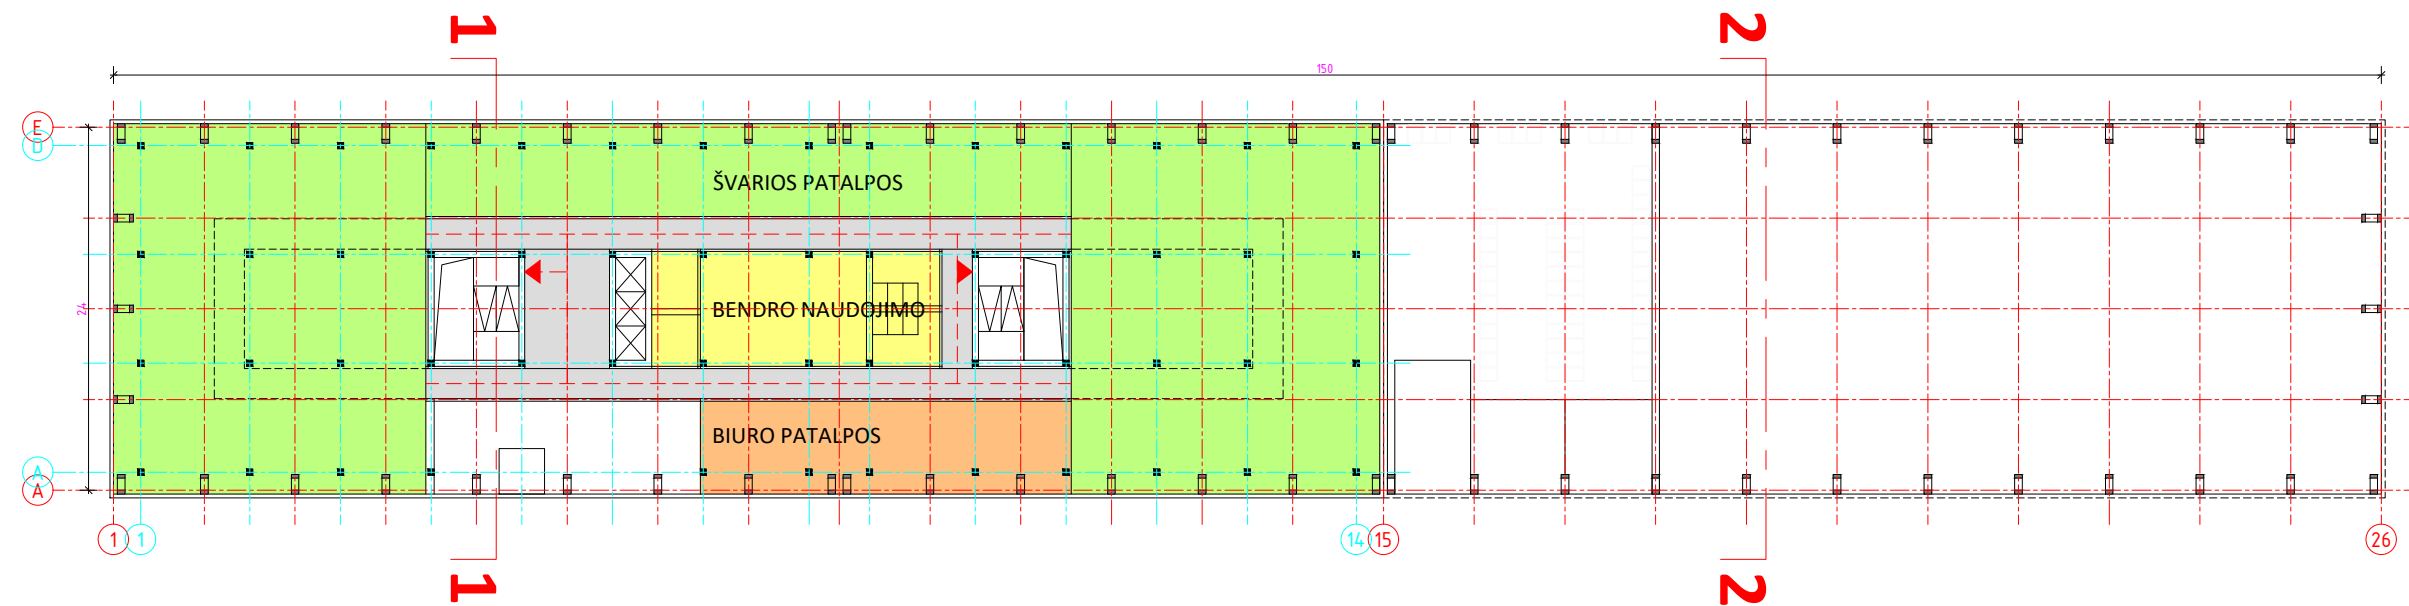 1
2
150
E
D
ŠVARIOS PATALPOS
24
BENDRO NAUDOJIMO
BIURO PATALPOS
A
A
1
1
14
15
26
1
2